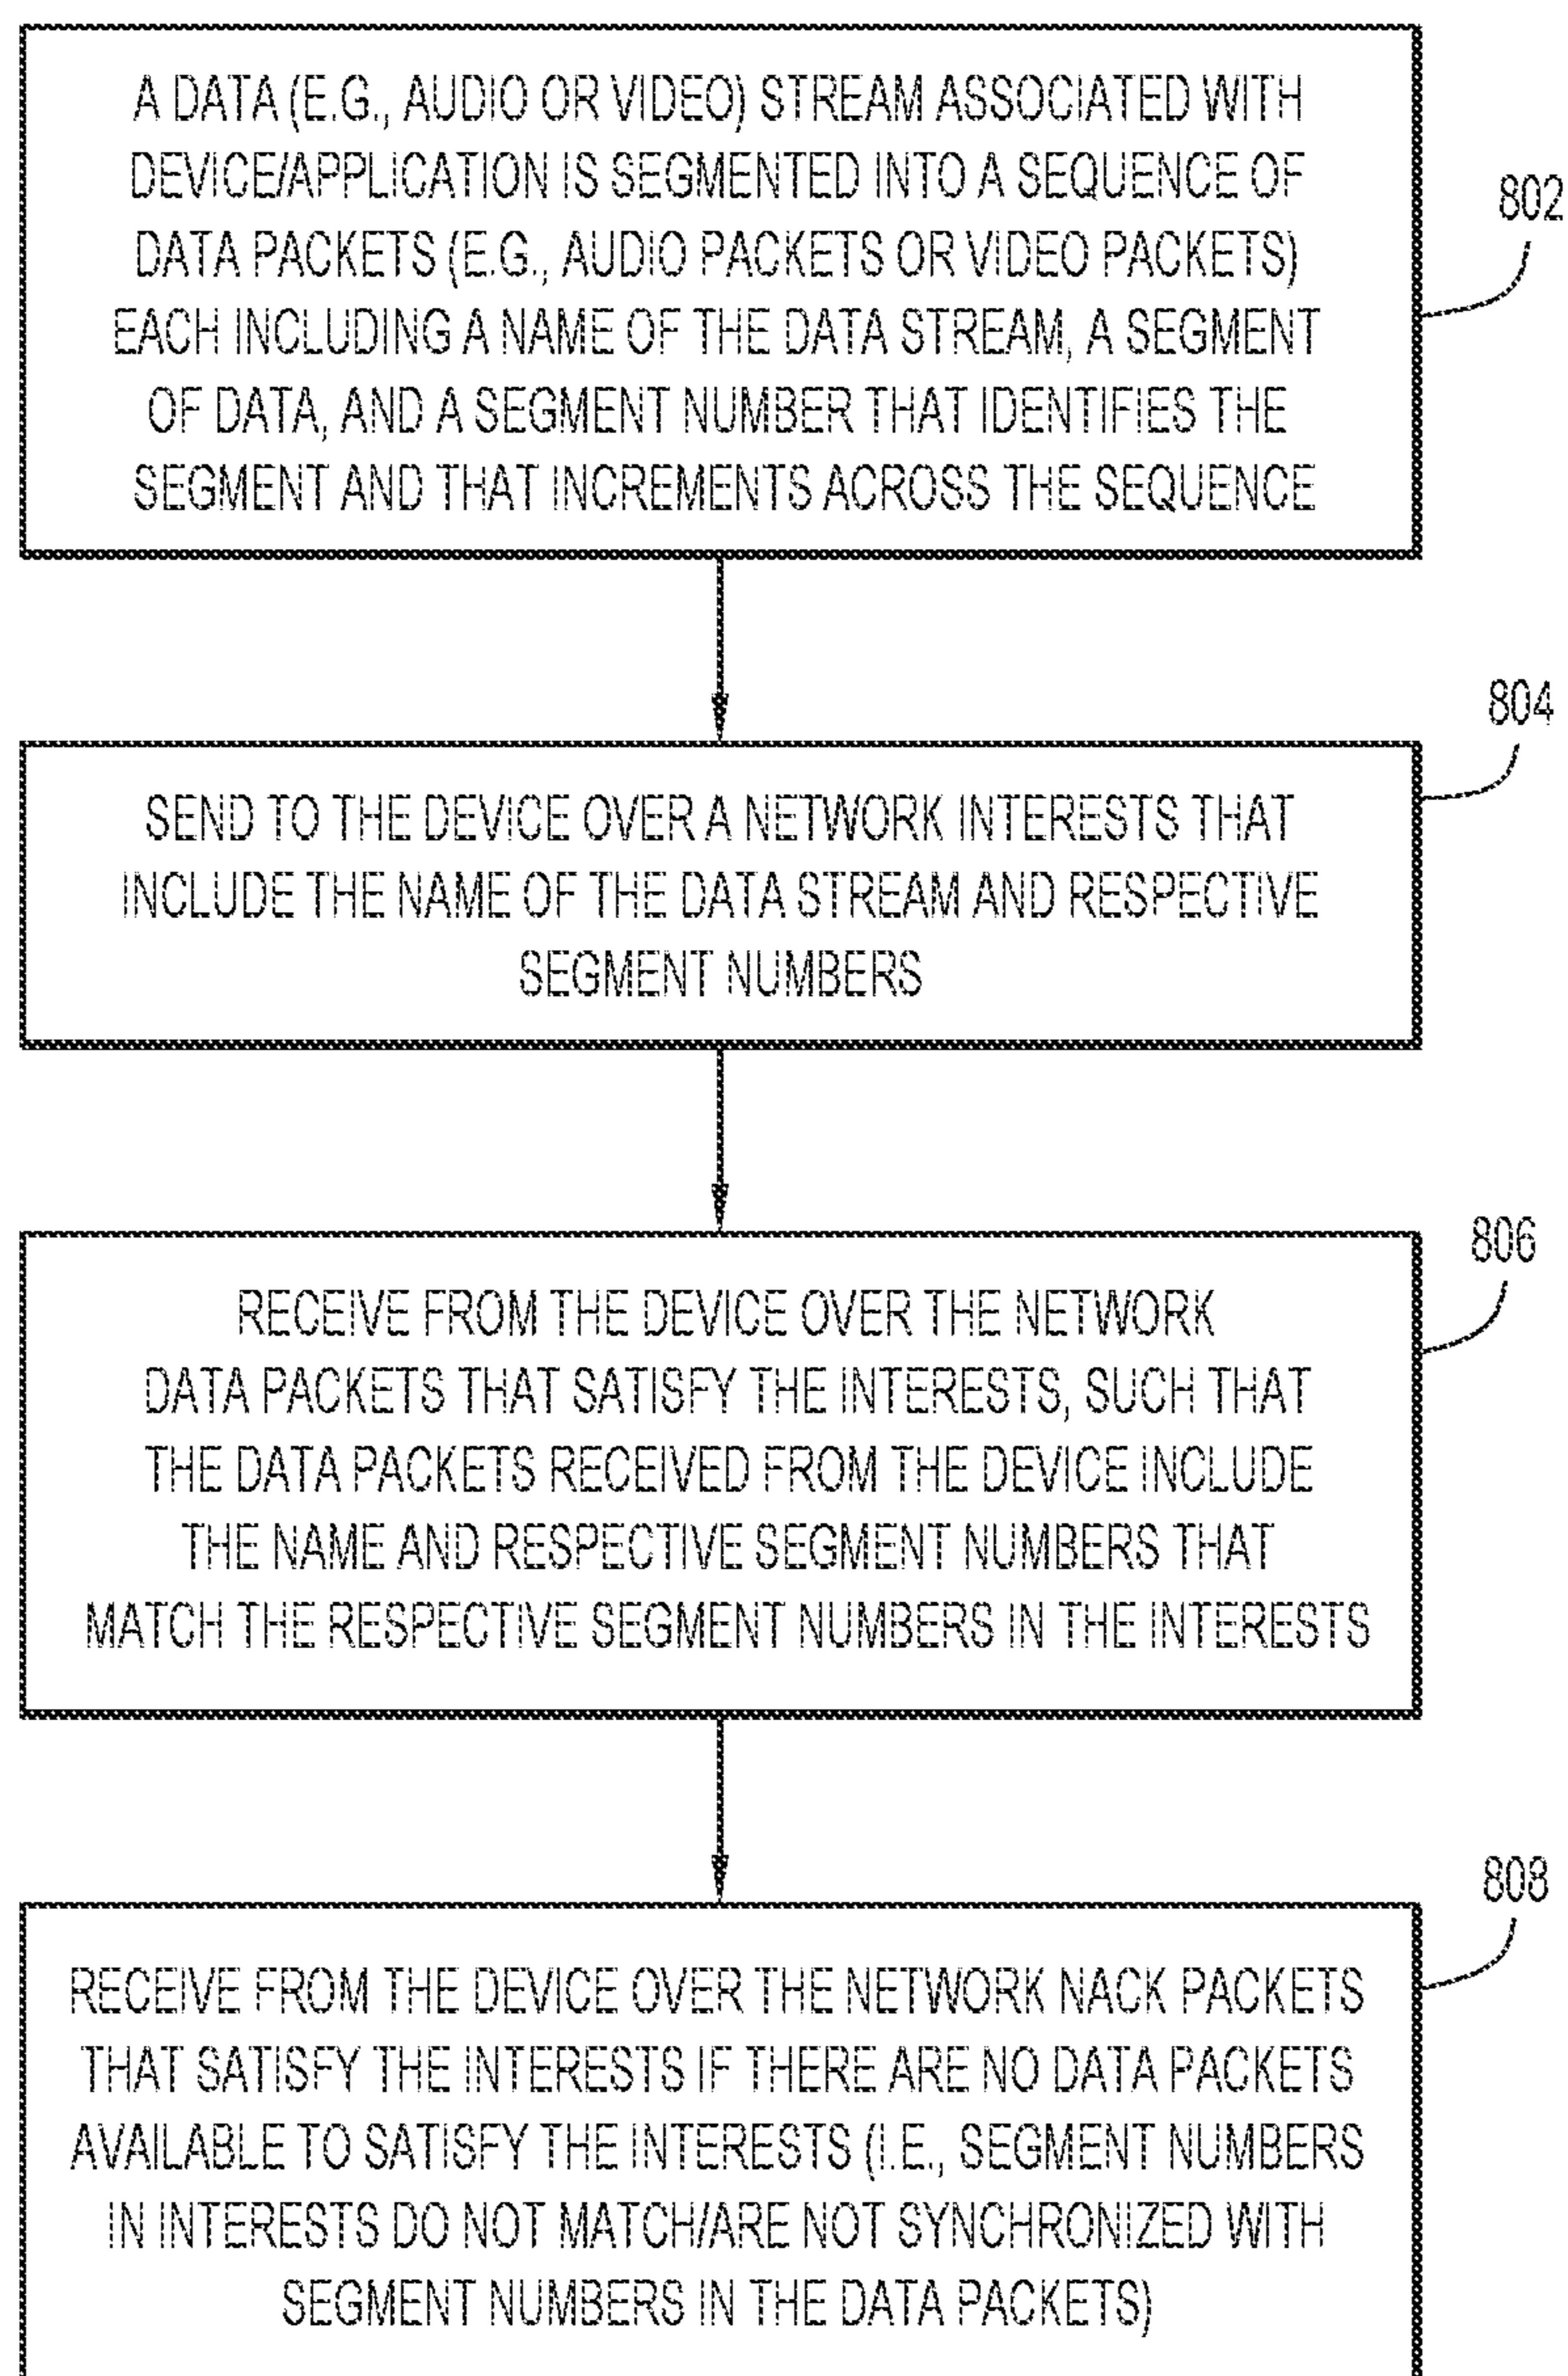 A DATA (E.G., AUDIO OR VIDEO) STREAM ASSOCIATED WITH
DEVICE/APPLICATION IS SEGMENTED INTO A SEQUENCE OF
DATA PACKETS (E.G., AUDIO PACKETS OR VIDEO PACKETS)
EACH INCLUDING A NAME OF THE DATA STREAM, A SEGMENT
OF DATA, AND A SEGMENT NUMBER THAT IDENTIFIES THE
SEGMENT AND THAT INCREMENTS ACROSS THE SEQUENCE
802
804
SEND TO THE DEVICE OVER A NETWORK INTERESTS THAT
INCLUDE THE NAME OF THE DATA STREAM AND RESPECTIVE
SEGMENT NUMBERS
806
RECEIVE FROM THE DEVICE OVER THE NETWORK
DATA PACKETS THAT SATISFY THE INTERESTS, SUCH THAT
THE DATA PACKETS RECEIVED FROM THE DEVICE INCLUDE
THE NAME AND RESPECTIVE SEGMENT NUMBERS THAT
MATCH THE RESPECTIVE SEGMENT NUMBERS IN THE INTERESTS
808
RECEIVE FROM THE DEVICE OVER THE NETWORK NACK PACKETS
THAT SATISFY THE INTERESTS IF THERE ARE NO DATA PACKETS
AVAILABLE TO SATISFY THE INTERESTS (I.E., SEGMENT NUMBERS
IN INTERESTS DO NOT MATCH/ARE NOT SYNCHRONIZED WITH
SEGMENT NUMBERS IN THE DATA PACKETS)